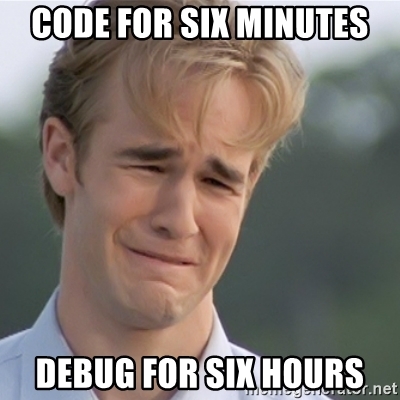 CODE FOR SIX MINUTES
DEBUG FOR SIX HOURS
memegenerator.net